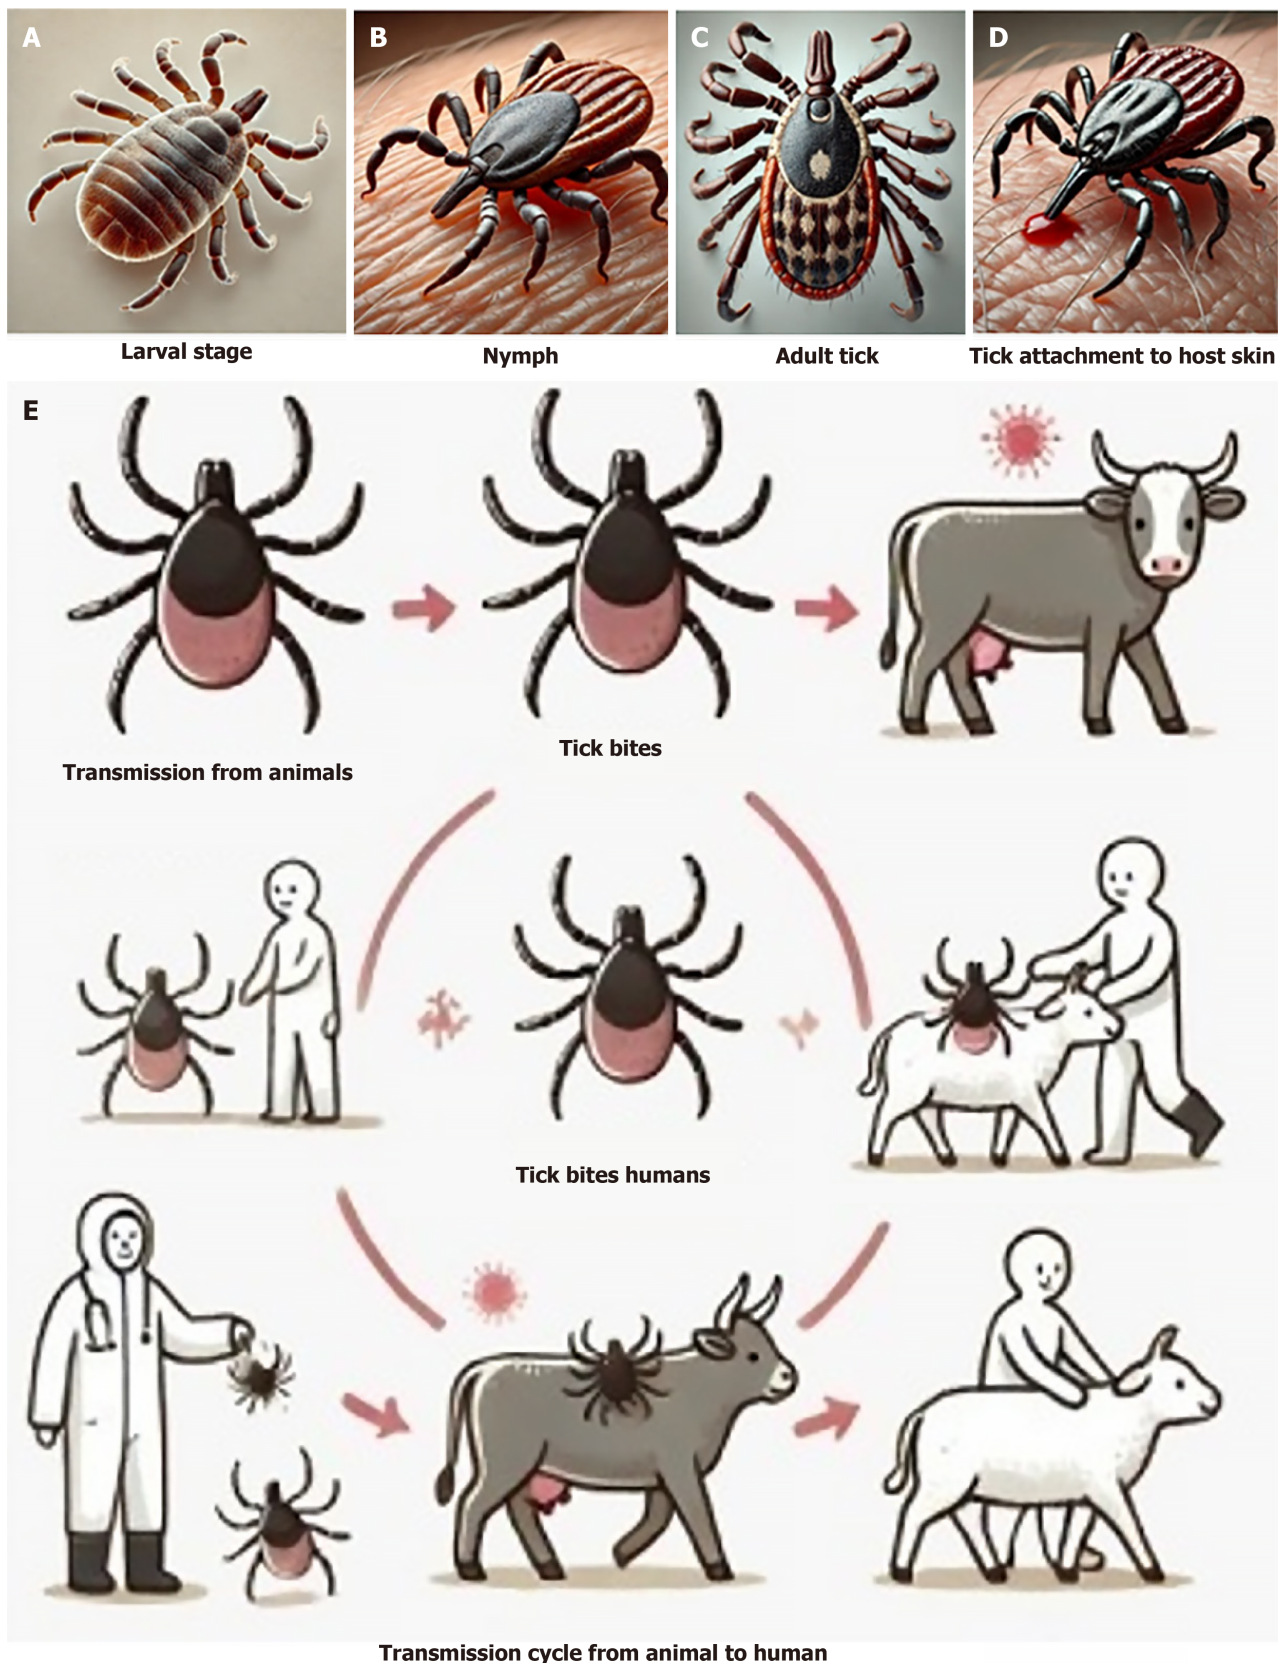 A
B
C
D
Larval stage
Nymph
Adult tick
Tick attachment to host skin
E
Tick bites
Transmission from animals
Tick bites humans
Transmission cycle from animal to human